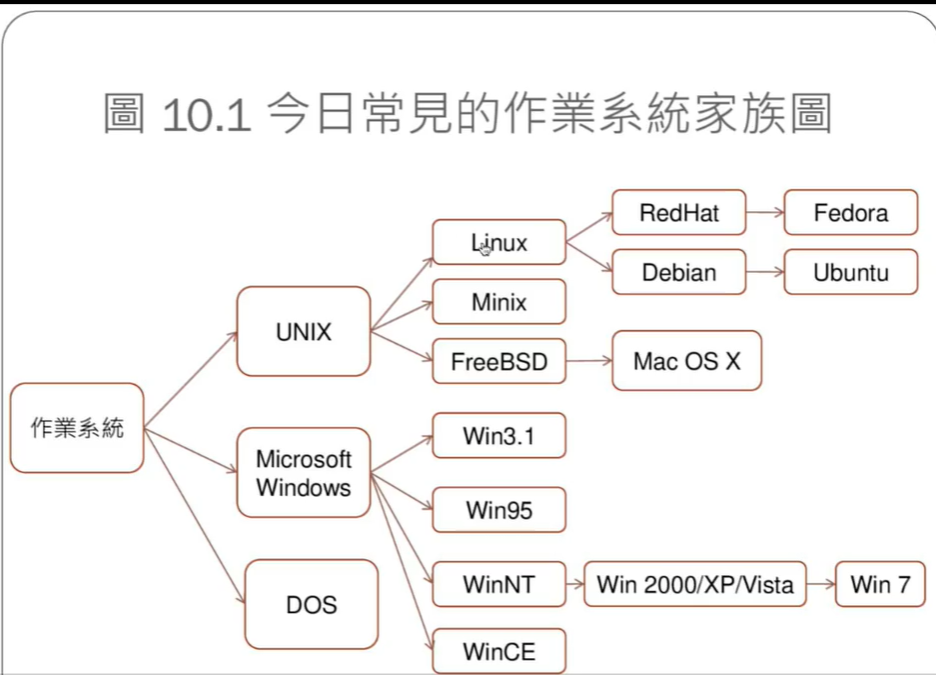 圖 10.1 今日常見的作業系統家族圖
作業系統
UNIX
Linux
RedHat
Fedora
Debian
Ubuntu
Minix
FreeBSD
Mac OS X
Microsoft
Windows
Win3.1
Win95
WinNT
Win 2000/XP/Vista
Win 7
WinCE
DOS